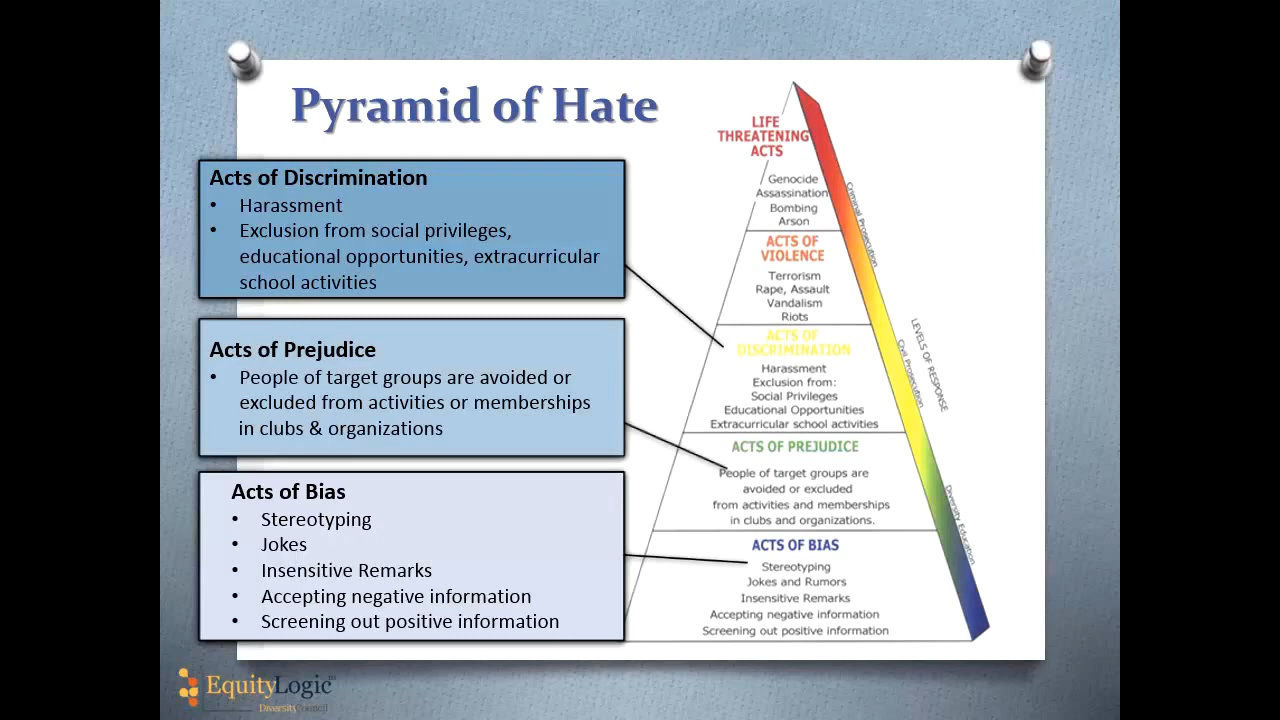 Pyramid of Hate
Acts of Discrimination
• Harassment
• Exclusion from social privileges,
educational opportunities, extracurricular
school activities
Acts of Prejudice
• People of target groups are avoided or
excluded from activities or memberships
in clubs & organizations
Acts of Bias
• Stereotyping
• Jokes
• Insensitive Remarks
• Accepting negative information
• Screening out positive information
LIFE
THREATENING
ACTS
Genocide
Assassination
Bombing
Arson
ACTS OF
VIOLENCE
Terrorism
Rape, Assault
Vandalism
Riots
ACTS OF
DISCRIMINATION
Harassment
Exclusion from:
Social Privileges
Educational Opportunities
Extracurricular school activities
ACTS OF PREJUDICE
People of target groups are
avoided or excluded
from activities and memberships
in clubs and organizations.
ACTS OF BIAS
Stereotyping
Jokes and Rumors
Insensitive Remarks
Accepting negative information
Screening out positive information
Criminal Prosecution
LEVELS OF RESPONSE
Civil Prosecution
Diversity Education
EquityLogic
DiversityCouncil